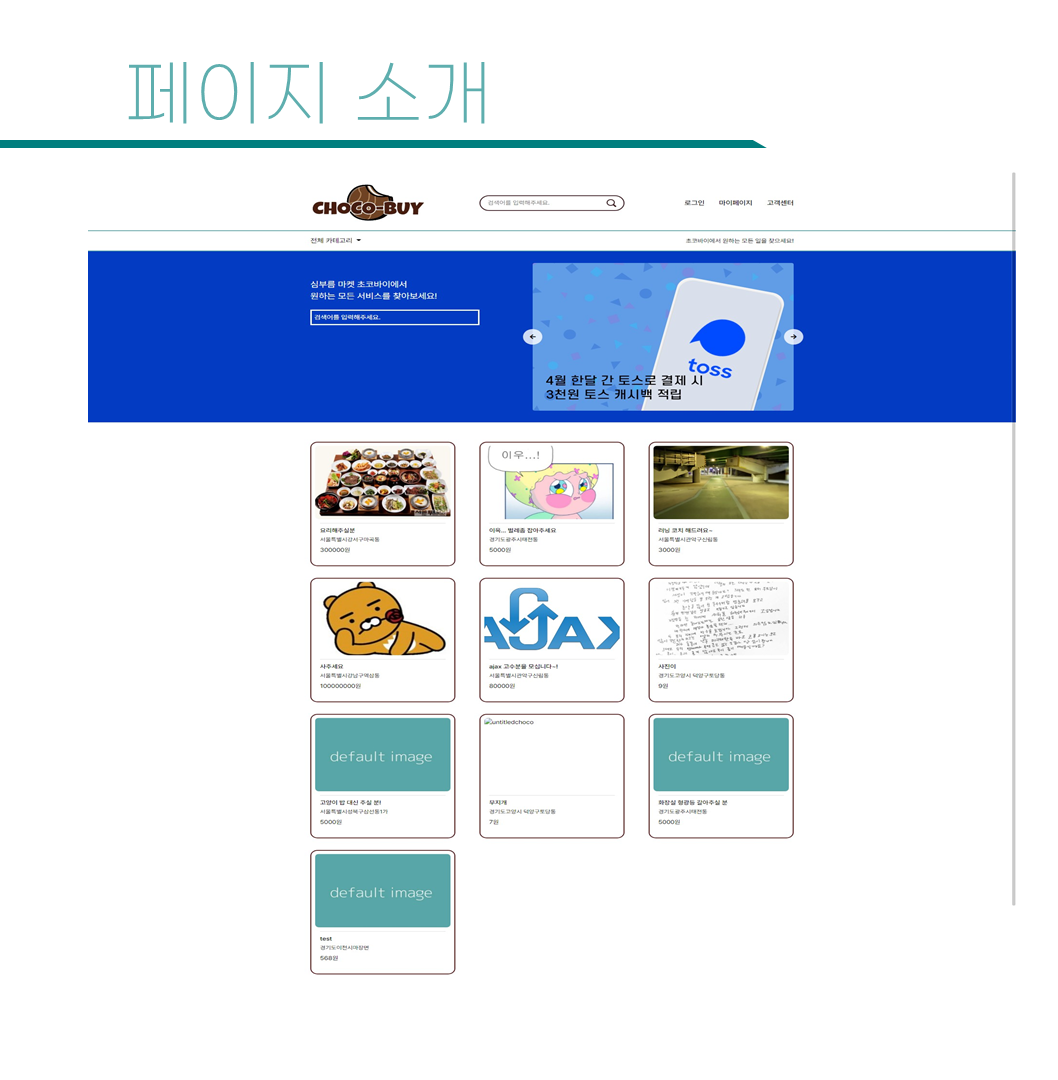 페이지 소개
CHOCO-BUY
검색어를 입력해주세요.
로그인 마이페이지 고객센터
전체 카테고리
초코바이에서 원하는 모든 일을 찾으세요!
심부름 마켓 초코바이에서
원하는 모든 서비스를 찾아보세요!
검색어를 입력해주세요.
toss
4월 한달 간 토스로 결제 시
3천원 토스 캐시백 적립
요리해주실분
서울특별시강서구마곡동
300000원
이우...!
이욱... 벌레좀 잡아주세요
경기도광주시태전동
5000원
러닝 코치 해드려요~
서울특별시관악구신림동
3000원
사주세요
서울특별시강남구역삼동
100000000원
AJAX
ajax 고수분을 모십니다~!
서울특별시관악구신림동
80000원
사진이
경기도고양시 덕양구토당동
9원
default image
고양이 밥 대신 주실 분!
서울특별시성북구삼선동1가
5000원
untitledchoco
무지개
경기도고양시 덕양구토당동
7원
default image
화장실 형광등 갈아주실 분
경기도광주시태전동
5000원
default image
test
경기도이천시마장면
568원